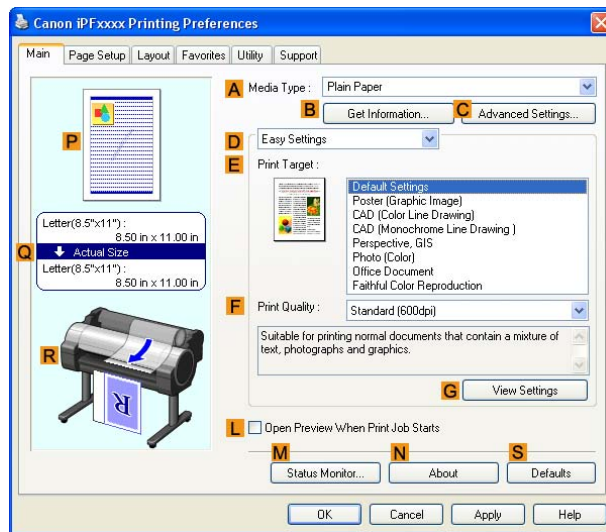 Canon iPFxxxx Printing Preferences
Main Page Setup Layout Favorites Utility Support
A Media Type : Plain Paper
B Get Information... C Advanced Settings...
D Easy Settings
E Print Target :
Default Settings
Poster (Graphic Image)
CAD (Color Line Drawing)
CAD (Monochrome Line Drawing )
Perspective, GIS
Photo (Color)
Office Document
Faithful Color Reproduction
F Print Quality : Standard (600dpi)
Suitable for printing normal documents that contain a mixture of
text, photographs and graphics.
G View Settings
P
Letter(8.5"x11") :
8.50 in x 11.00 in
Q Actual Size
Letter(8.5"x11") :
8.50 in x 11.00 in
R
R
L Open Preview When Print Job Starts
M N S
Status Monitor... About Defaults
OK Cancel Apply Help